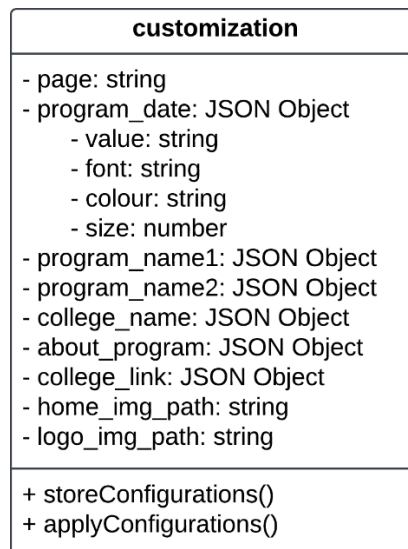 customization
- page: string
- program_date: JSON Object
- value: string
- font: string
- colour: string
- size: number
- program_name1: JSON Object
- program_name2: JSON Object
- college_name: JSON Object
- about_program: JSON Object
- college_link: JSON Object
- home_img_path: string
- logo_img_path: string
+ storeConfigurations()
+ applyConfigurations()